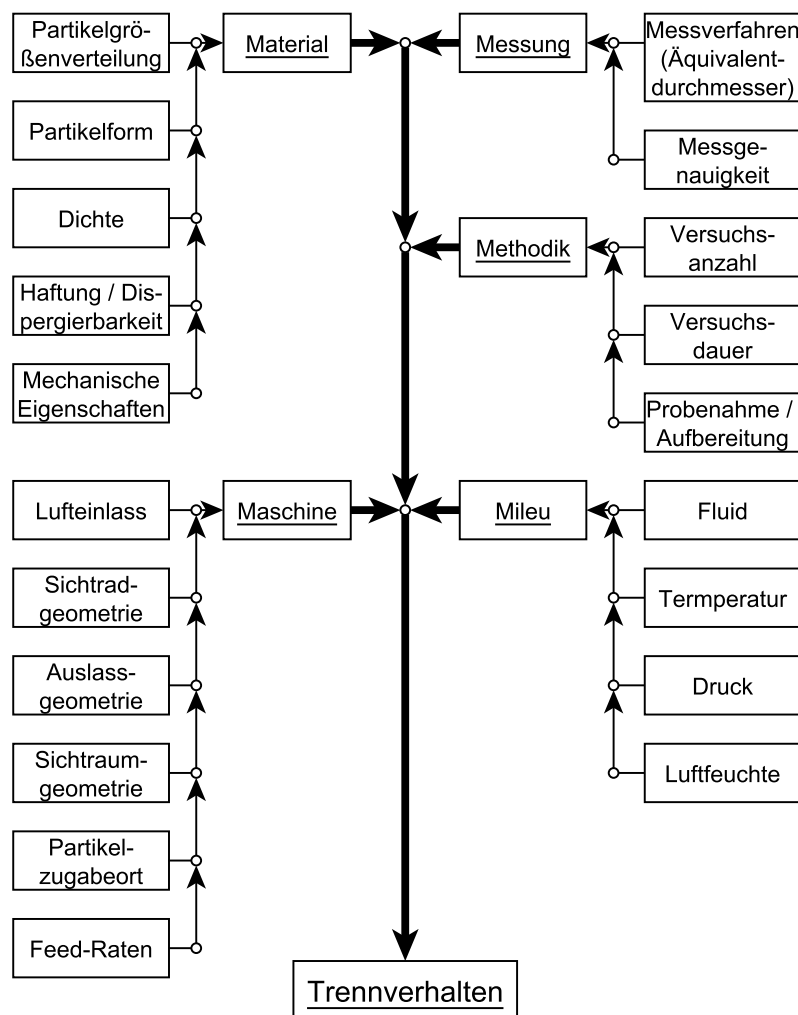 Partikelgrö-
ßenverteilung
Material
Messung
Messverfahren
(Äquivalent-
durchmesser)
Partikelform
Messge-
nauigkeit
Dichte
Methodik
Versuchs-
anzahl
Haftung / Dis-
pergierbarkeit
Versuchs-
dauer
Mechanische
Eigenschaften
Probenahme /
Aufbereitung
Lufteinlass
Maschine
Mileu
Fluid
Sichtrad-
geometrie
Termperatur
Auslass-
geometrie
Druck
Sichtraum-
geometrie
Luftfeuchte
Partikel-
zugabeort
Feed-Raten
Trennverhalten